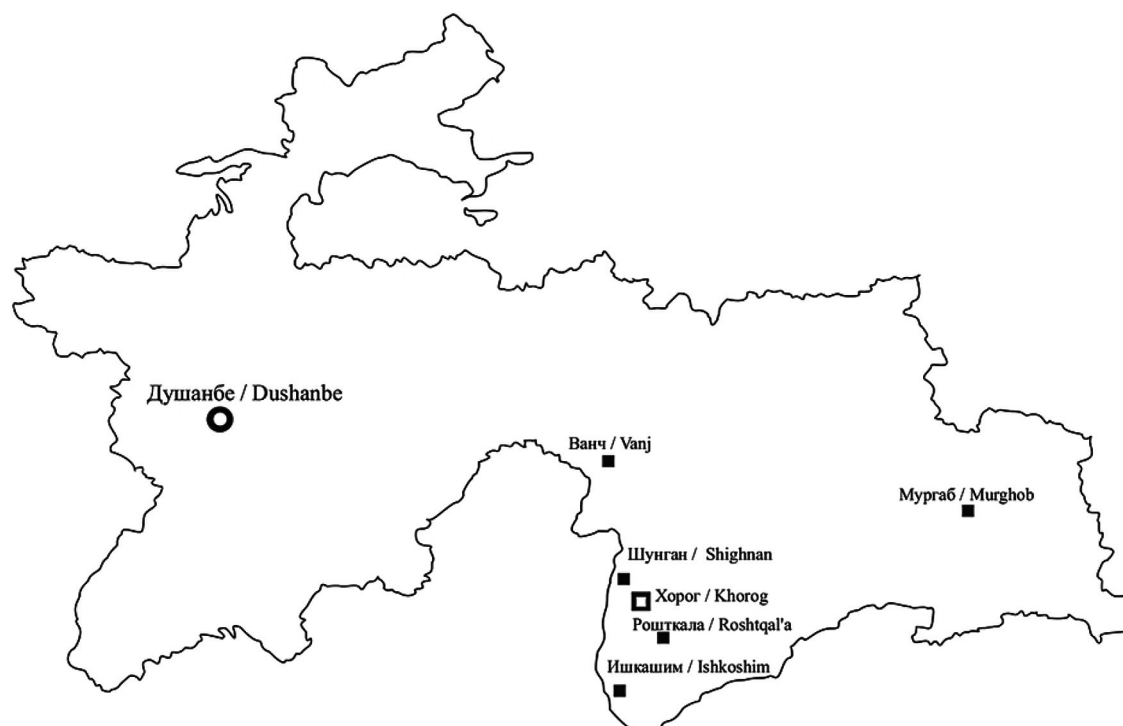 Душанбе / Dushanbe
Ванч / Vanj
Мургаб / Murghob
Шунган / Shighnan
Хорог / Khorog
Рошткала / Roshtqal'a
Ишкашим / Ishkoshim